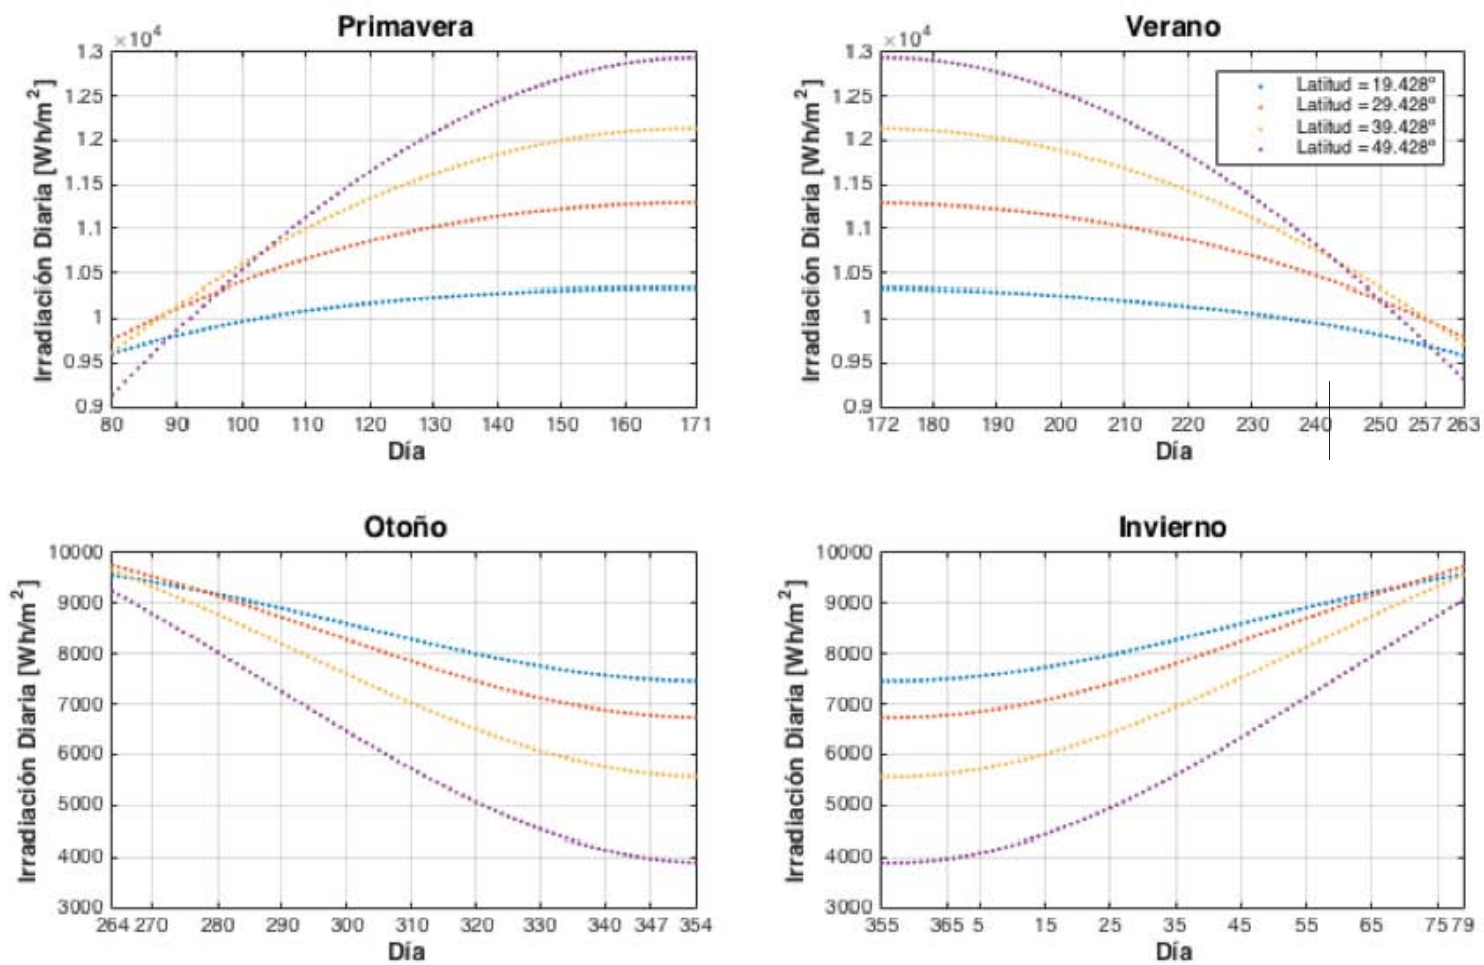 Primavera
×10⁴
1.3
1.25
1.2
1.15
1.1
1.05
1
0.95
0.9
Irradiación Diaria [Wh/m²]
80 90 100 110 120 130 140 150 160 171
Día
Verano
×10⁴
1.3
1.25
1.2
1.15
1.1
1.05
1
0.95
0.9
Irradiación Diaria [Wh/m²]
Latitud = 19.428º
Latitud = 29.428º
Latitud = 39.428º
Latitud = 49.428º
172 180 190 200 210 220 230 240 250 257 263
Día
Otoño
10000
9000
8000
7000
6000
5000
4000
3000
Irradiación Diaria [Wh/m²]
264 270 280 290 300 310 320 330 340 347 354
Día
Invierno
10000
9000
8000
7000
6000
5000
4000
3000
Irradiación Diaria [Wh/m²]
355 365 5 15 25 35 45 55 65 75 79
Día